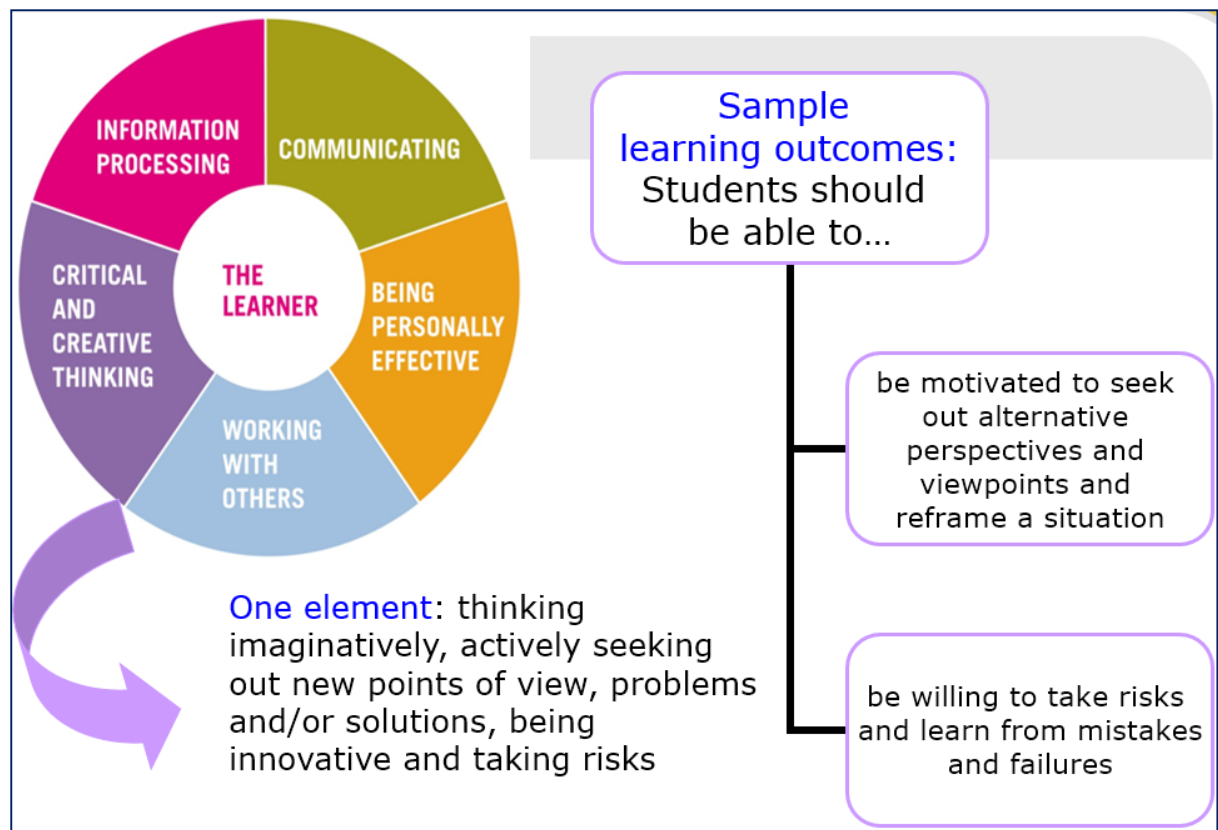 INFORMATION
PROCESSING
COMMUNICATING
CRITICAL
AND
CREATIVE
THINKING
THE
LEARNER
BEING
PERSONALLY
EFFECTIVE
WORKING
WITH
OTHERS
One element: thinking
imaginatively, actively seeking
out new points of view, problems
and/or solutions, being
innovative and taking risks
Sample
learning outcomes:
Students should
be able to…
be motivated to seek
out alternative
perspectives and
viewpoints and
reframe a situation
be willing to take risks
and learn from mistakes
and failures